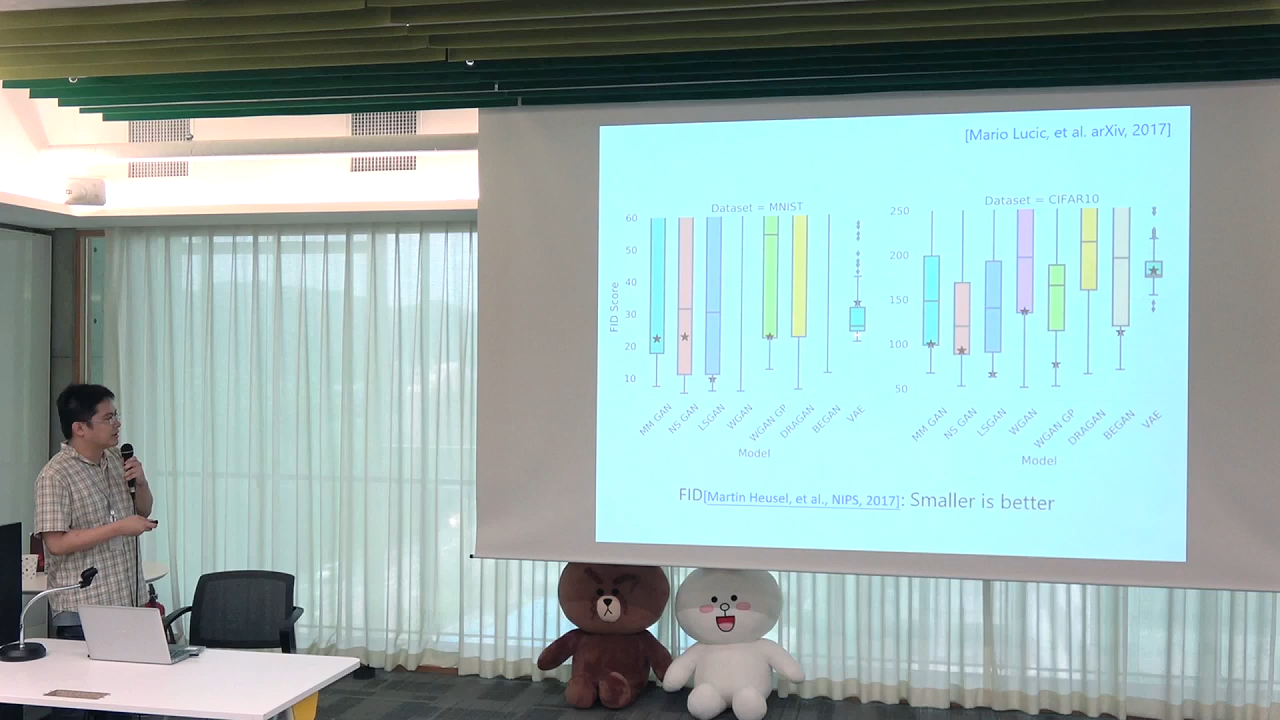 [Mario Lucic, et al. arXiv, 2017]
Dataset = MNIST
Dataset = CIFAR10
FID Score
60
50
40
30
20
10
250
200
150
100
50
MM GAN
NS GAN
LSGAN
WGAN
WGAN GP
DRAGAN
BEGAN
VAE
Model
MM GAN
NS GAN
LSGAN
WGAN
WGAN GP
DRAGAN
BEGAN
VAE
Model
FID[Martin Heusel, et al., NIPS, 2017]: Smaller is better